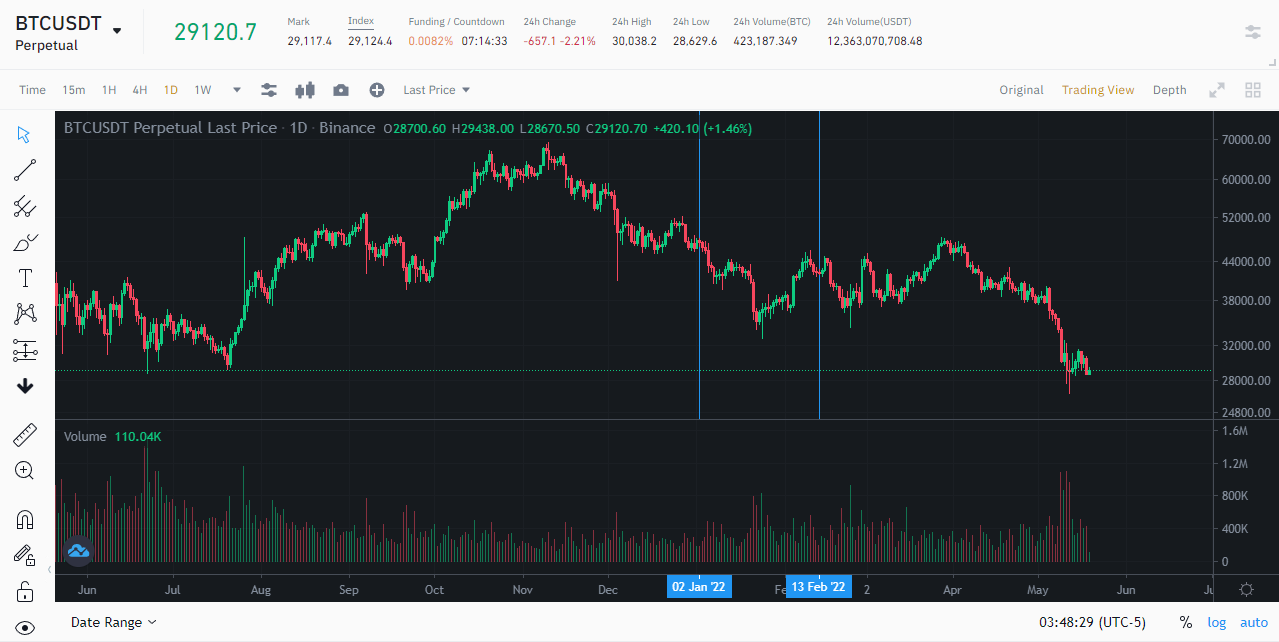 BTCUSDT
Perpetual
29120.7
Mark
29,117.4
Index
29,124.4
Funding / Countdown
0.0082% 07:14:33
24h Change
-657.1 -2.21%
24h High
30,038.2
24h Low
28,629.6
24h Volume(BTC)
423,187.349
24h Volume(USDT)
12,363,070,708.48
Time 15m 1H 4H 1D 1W Last Price Original Trading View Depth
BTCUSDT Perpetual Last Price · 1D · Binance O28700.60 H29438.00 L28670.50 C29120.70 +420.10 (+1.46%)
70000.00
60000.00
52000.00
44000.00
38000.00
32000.00
28000.00
24800.00
Volume 110.04K
1.6M
1.2M
800K
400K
0
Jun Jul Aug Sep Oct Nov Dec 02 Jan '22 Fe 13 Feb '22 2 Apr May Jun Ju
Date Range 03:48:29 (UTC-5) % log auto